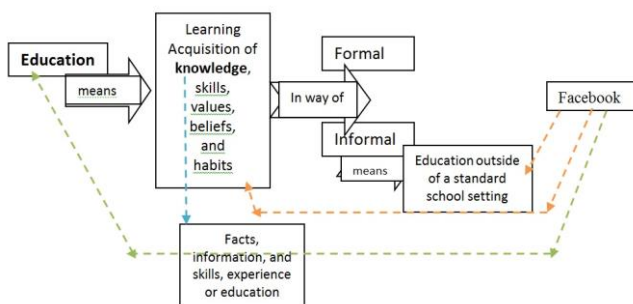 Education
means
Learning
Acquisition of
knowledge,
skills,
values,
beliefs,
and
habits
In way of
Formal
Informal
means
Education outside
of a standard
school setting
Facebook
Facts,
information, and
skills, experience
or education